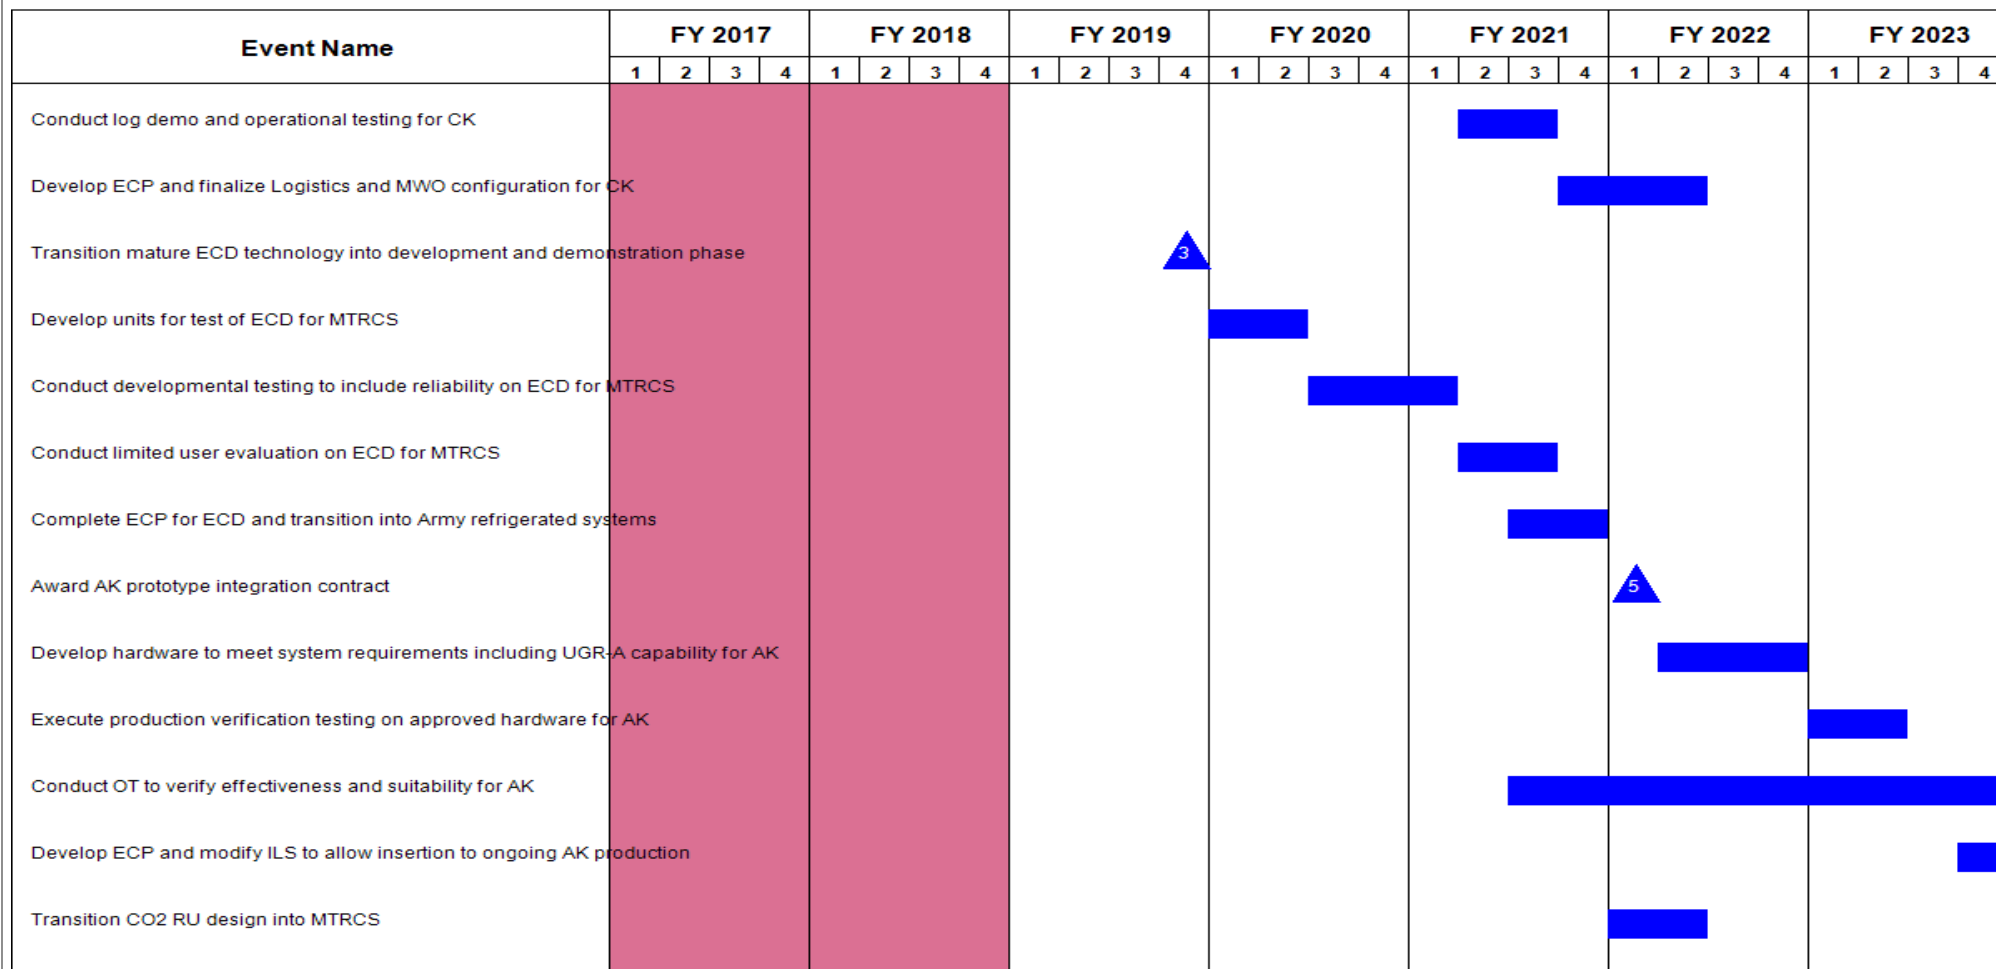 Event Name FY 2017 FY 2018 FY 2019 FY 2020 FY 2021 FY 2022 FY 2023
1 2 3 4 1 2 3 4 1 2 3 4 1 2 3 4 1 2 3 4 1 2 3 4 1 2 3 4
Conduct log demo and operational testing for CK
Develop ECP and finalize Logistics and MWO configuration for CK
Transition mature ECD technology into development and demonstration phase 3
Develop units for test of ECD for MTRCS
Conduct developmental testing to include reliability on ECD for MTRCS
Conduct limited user evaluation on ECD for MTRCS
Complete ECP for ECD and transition into Army refrigerated systems
Award AK prototype integration contract 5
Develop hardware to meet system requirements including UGR-A capability for AK
Execute production verification testing on approved hardware for AK
Conduct OT to verify effectiveness and suitability for AK
Develop ECP and modify ILS to allow insertion to ongoing AK production
Transition CO2 RU design into MTRCS